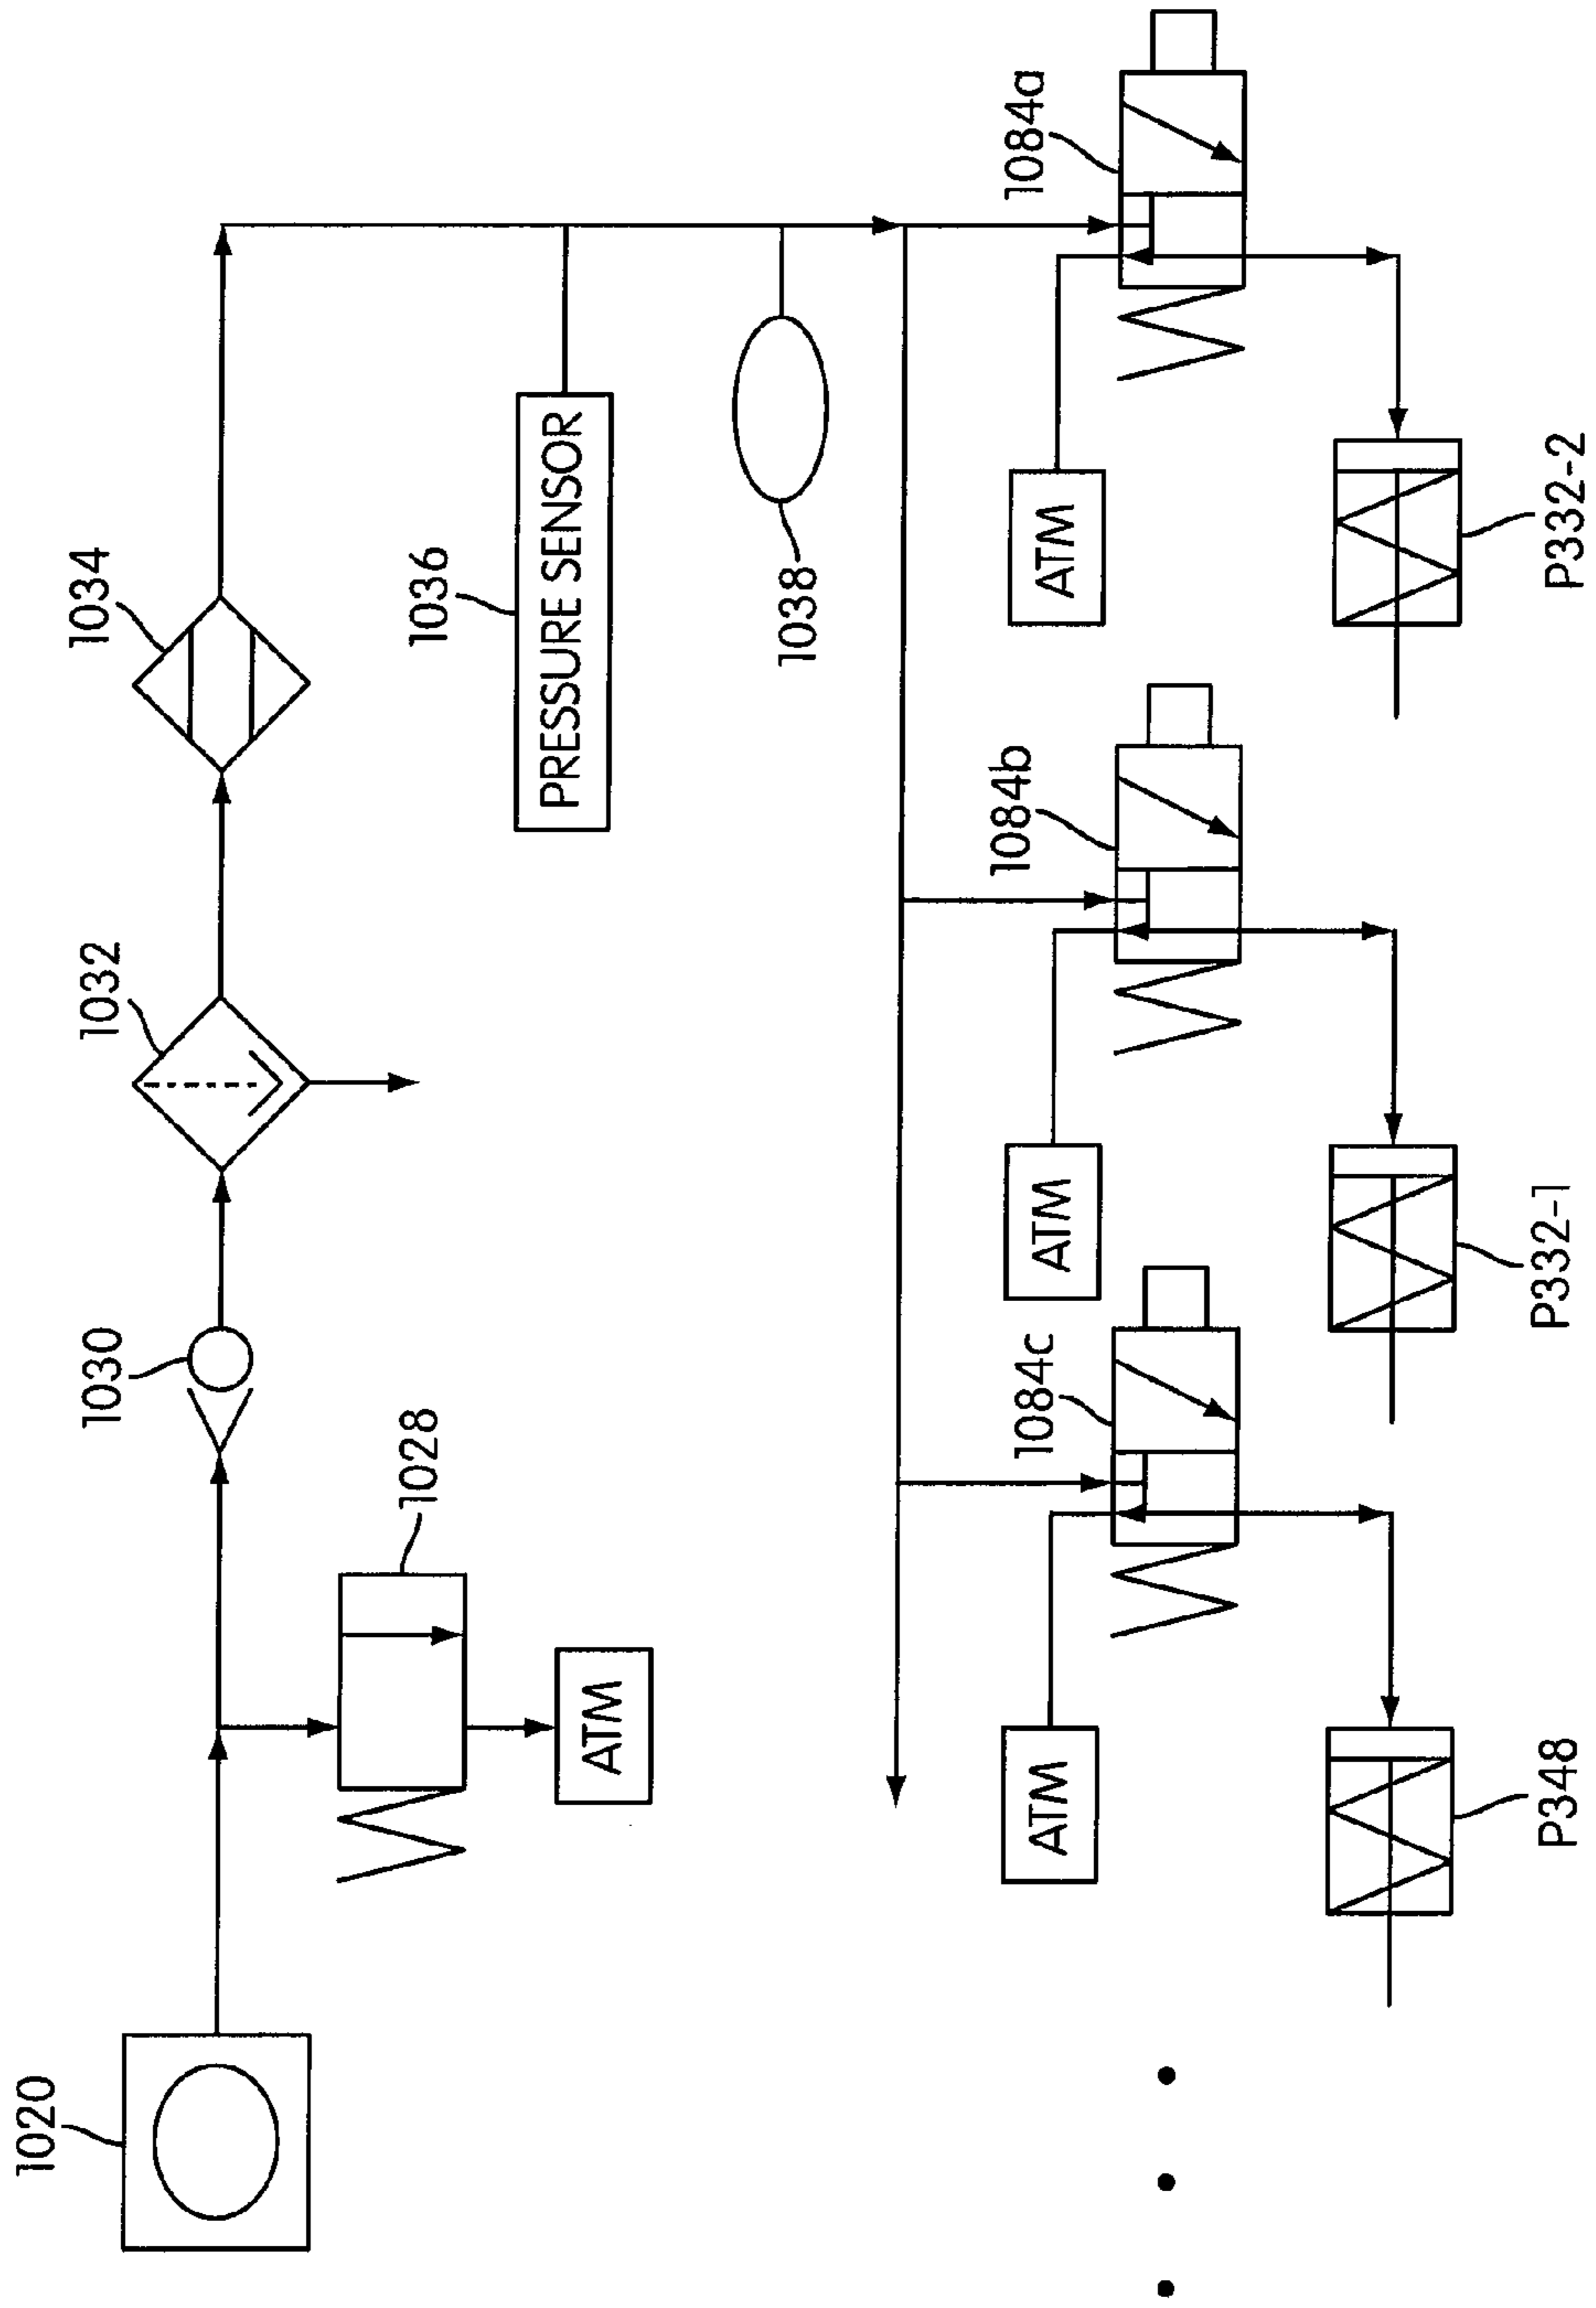 1020
1028
ATM
1030
1032
1034
1036
PRESSURE SENSOR
1038
1084c
ATM
P348
1084b
ATM
P332-1
1084a
ATM
P332-2